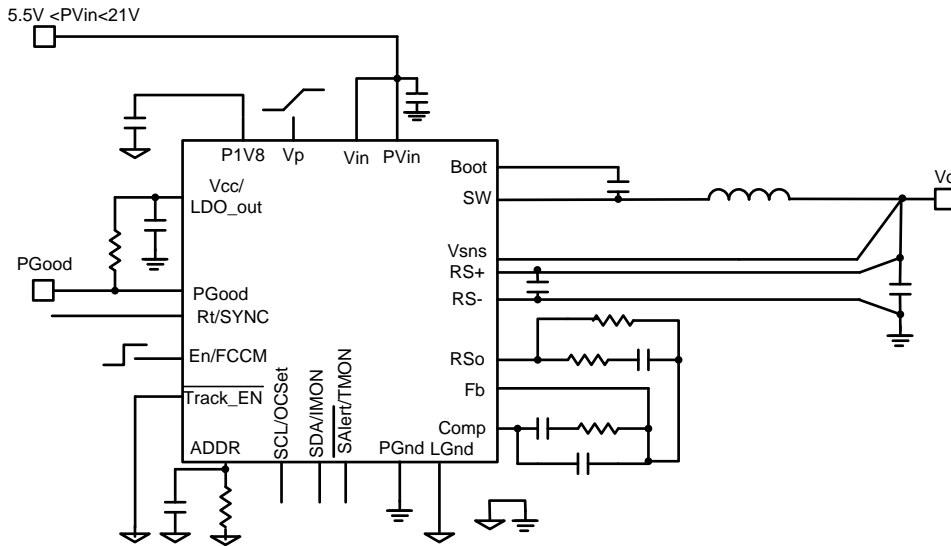 5.5V <PVin<21V
P1V8
Vp
Vin
PVin
Boot
Vcc/
LDO_out
SW
Vsns
PGood
RS+
PGood
RS-
Rt/SYNC
En/FCCM
RSo
Track_EN
Fb
SCL/OCSet
SDA/IMON
SAlert/TMON
Comp
ADDR
PGnd
LGnd